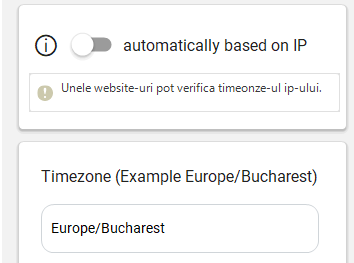 automatically based on IP
Unele website-uri pot verifica timeonze-ul ip-ului.
Timezone (Example Europe/Bucharest)
Europe/Bucharest